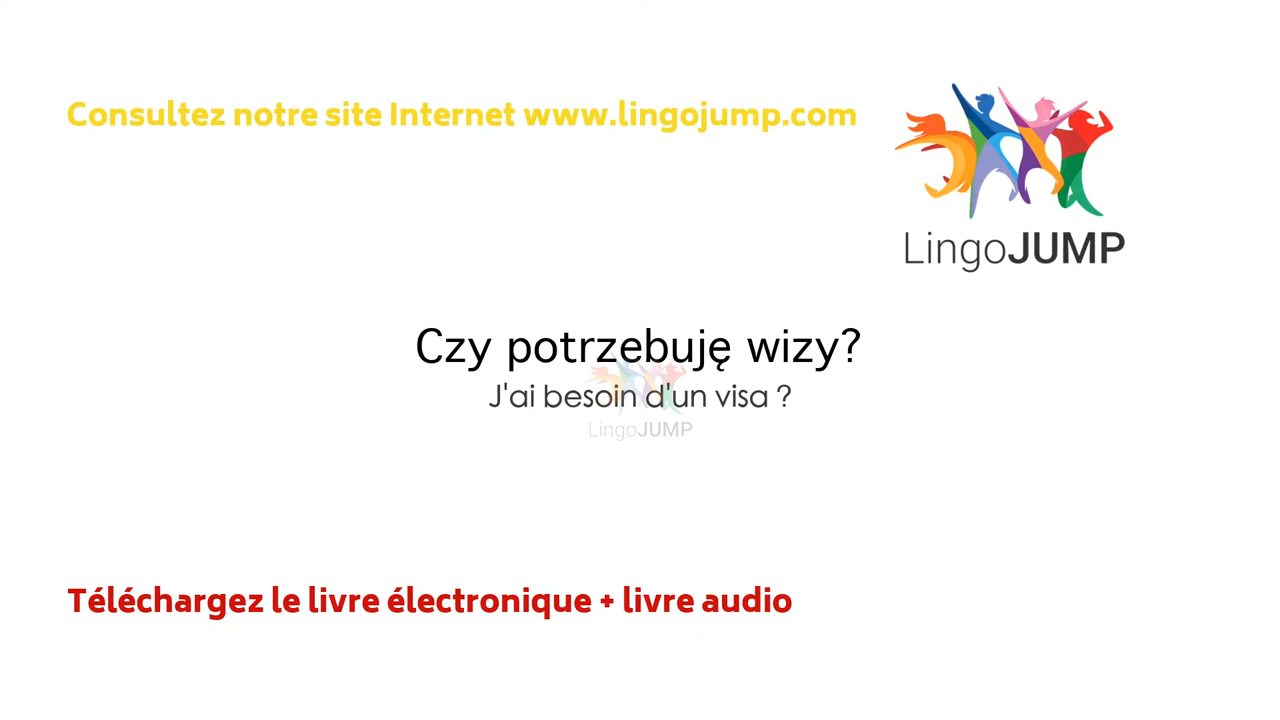 Consultez notre site Internet www.lingojump.com
LingoJUMP
Czy potrzebuję wizy?
J'ai besoin d'un visa ?
LingoJUMP
Téléchargez le livre électronique + livre audio